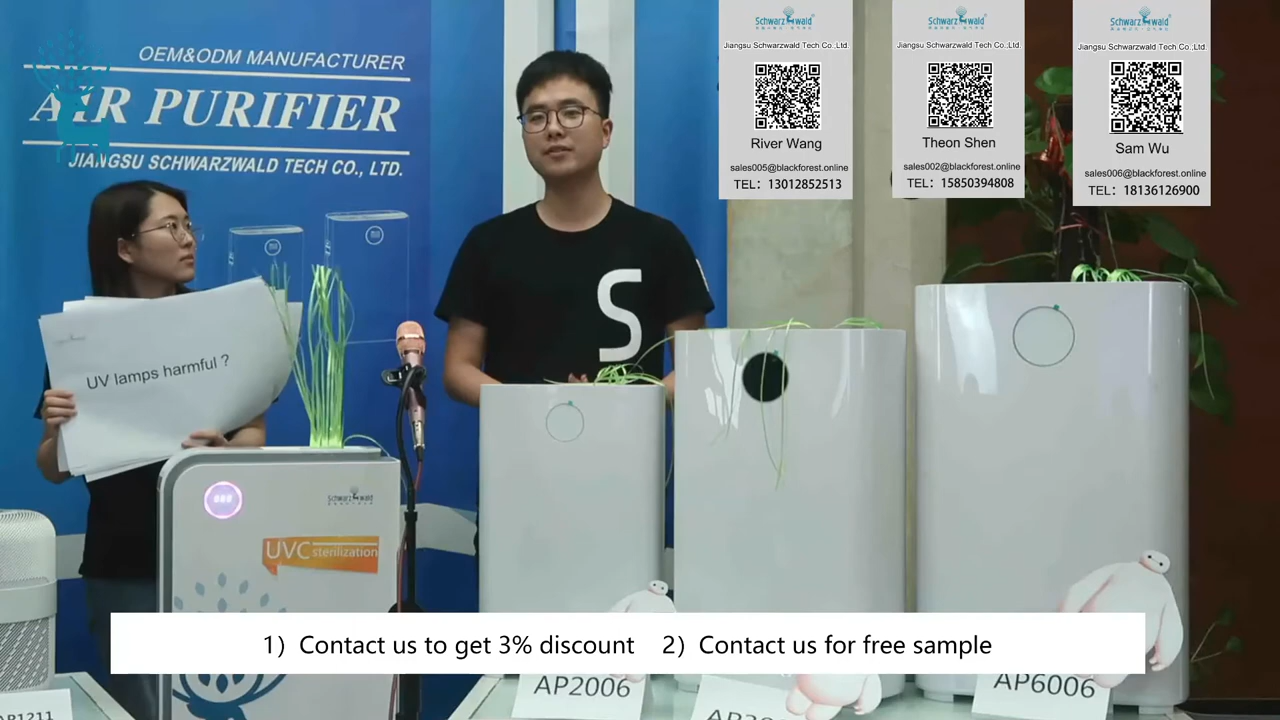 OEM&ODM MANUFACTURER
AIR PURIFIER
JIANGSU SCHWARZWALD TECH CO., LTD.
Schwarzwald
Jiangsu Schwarzwald Tech Co.,Ltd.
River Wang
sales005@blackforest.online
TEL：13012852513
Schwarzwald
Jiangsu Schwarzwald Tech Co.,Ltd.
Theon Shen
sales002@blackforest.online
TEL：15850394808
Schwarzwald
Jiangsu Schwarzwald Tech Co.,Ltd.
Sam Wu
sales006@blackforest.online
TEL：18136126900
UV lamps harmful ?
S
Schwarzwald
UVC sterilization
1）Contact us to get 3% discount 2）Contact us for free sample
AP1211
AP2006
AP6006